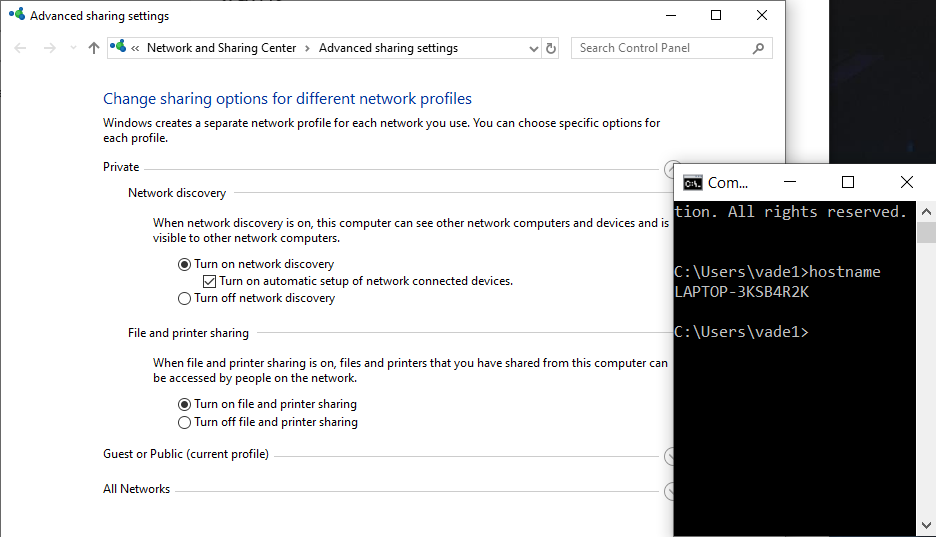 Advanced sharing settings
« Network and Sharing Center > Advanced sharing settings
Search Control Panel
Change sharing options for different network profiles
Windows creates a separate network profile for each network you use. You can choose specific options for
each profile.
Private
Network discovery
When network discovery is on, this computer can see other network computers and devices and is
visible to other network computers.
Turn on network discovery
Turn on automatic setup of network connected devices.
Turn off network discovery
File and printer sharing
When file and printer sharing is on, files and printers that you have shared from this computer can
be accessed by people on the network.
Turn on file and printer sharing
Turn off file and printer sharing
Guest or Public (current profile)
All Networks
C:\.
Com...
tion. All rights reserved.
C:\Users\vade1>hostname
LAPTOP-3KSB4R2K
C:\Users\vade1>